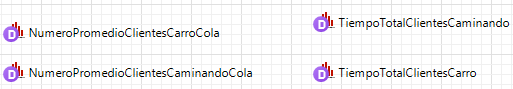 NumeroPromedioClientesCarroCola
TiempoTotalClientesCaminando
NumeroPromedioClientesCaminandoCola
TiempoTotalClientesCarro